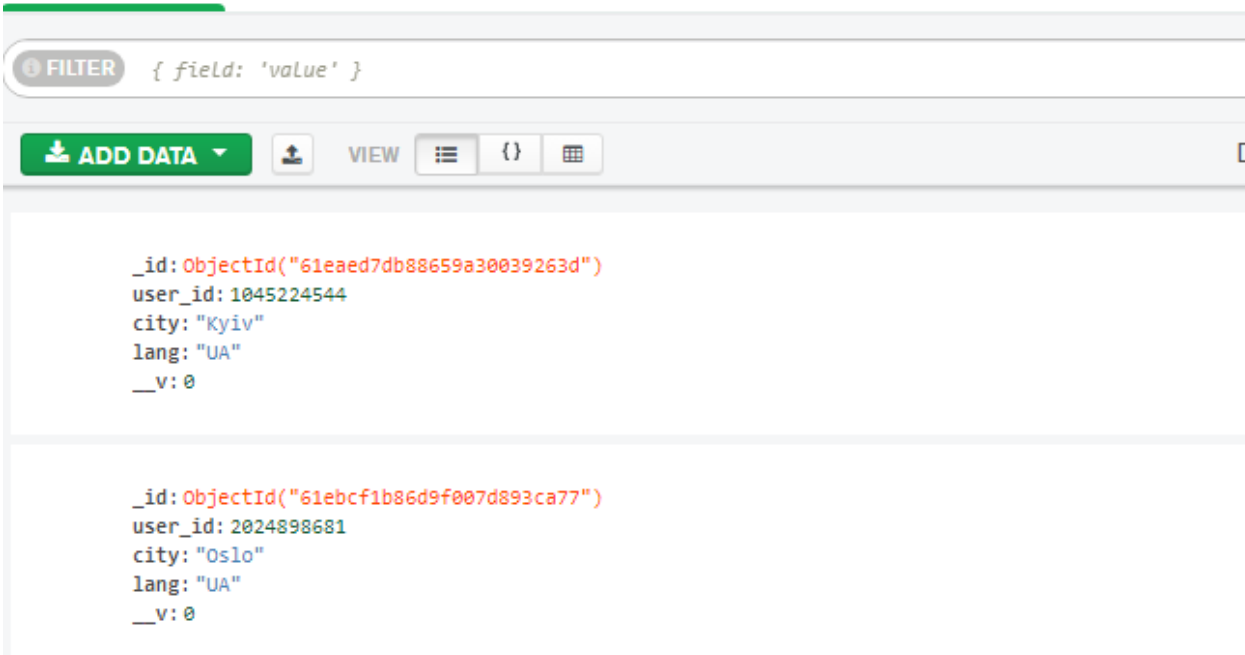 FILTER { field: 'value' }
ADD DATA VIEW {}
_id: ObjectId("61eaed7db88659a30039263d")
user_id: 1045224544
city: "Kyiv"
lang: "UA"
__v: 0
_id: ObjectId("61ebcf1b86d9f007d893ca77")
user_id: 2024898681
city: "Oslo"
lang: "UA"
__v: 0